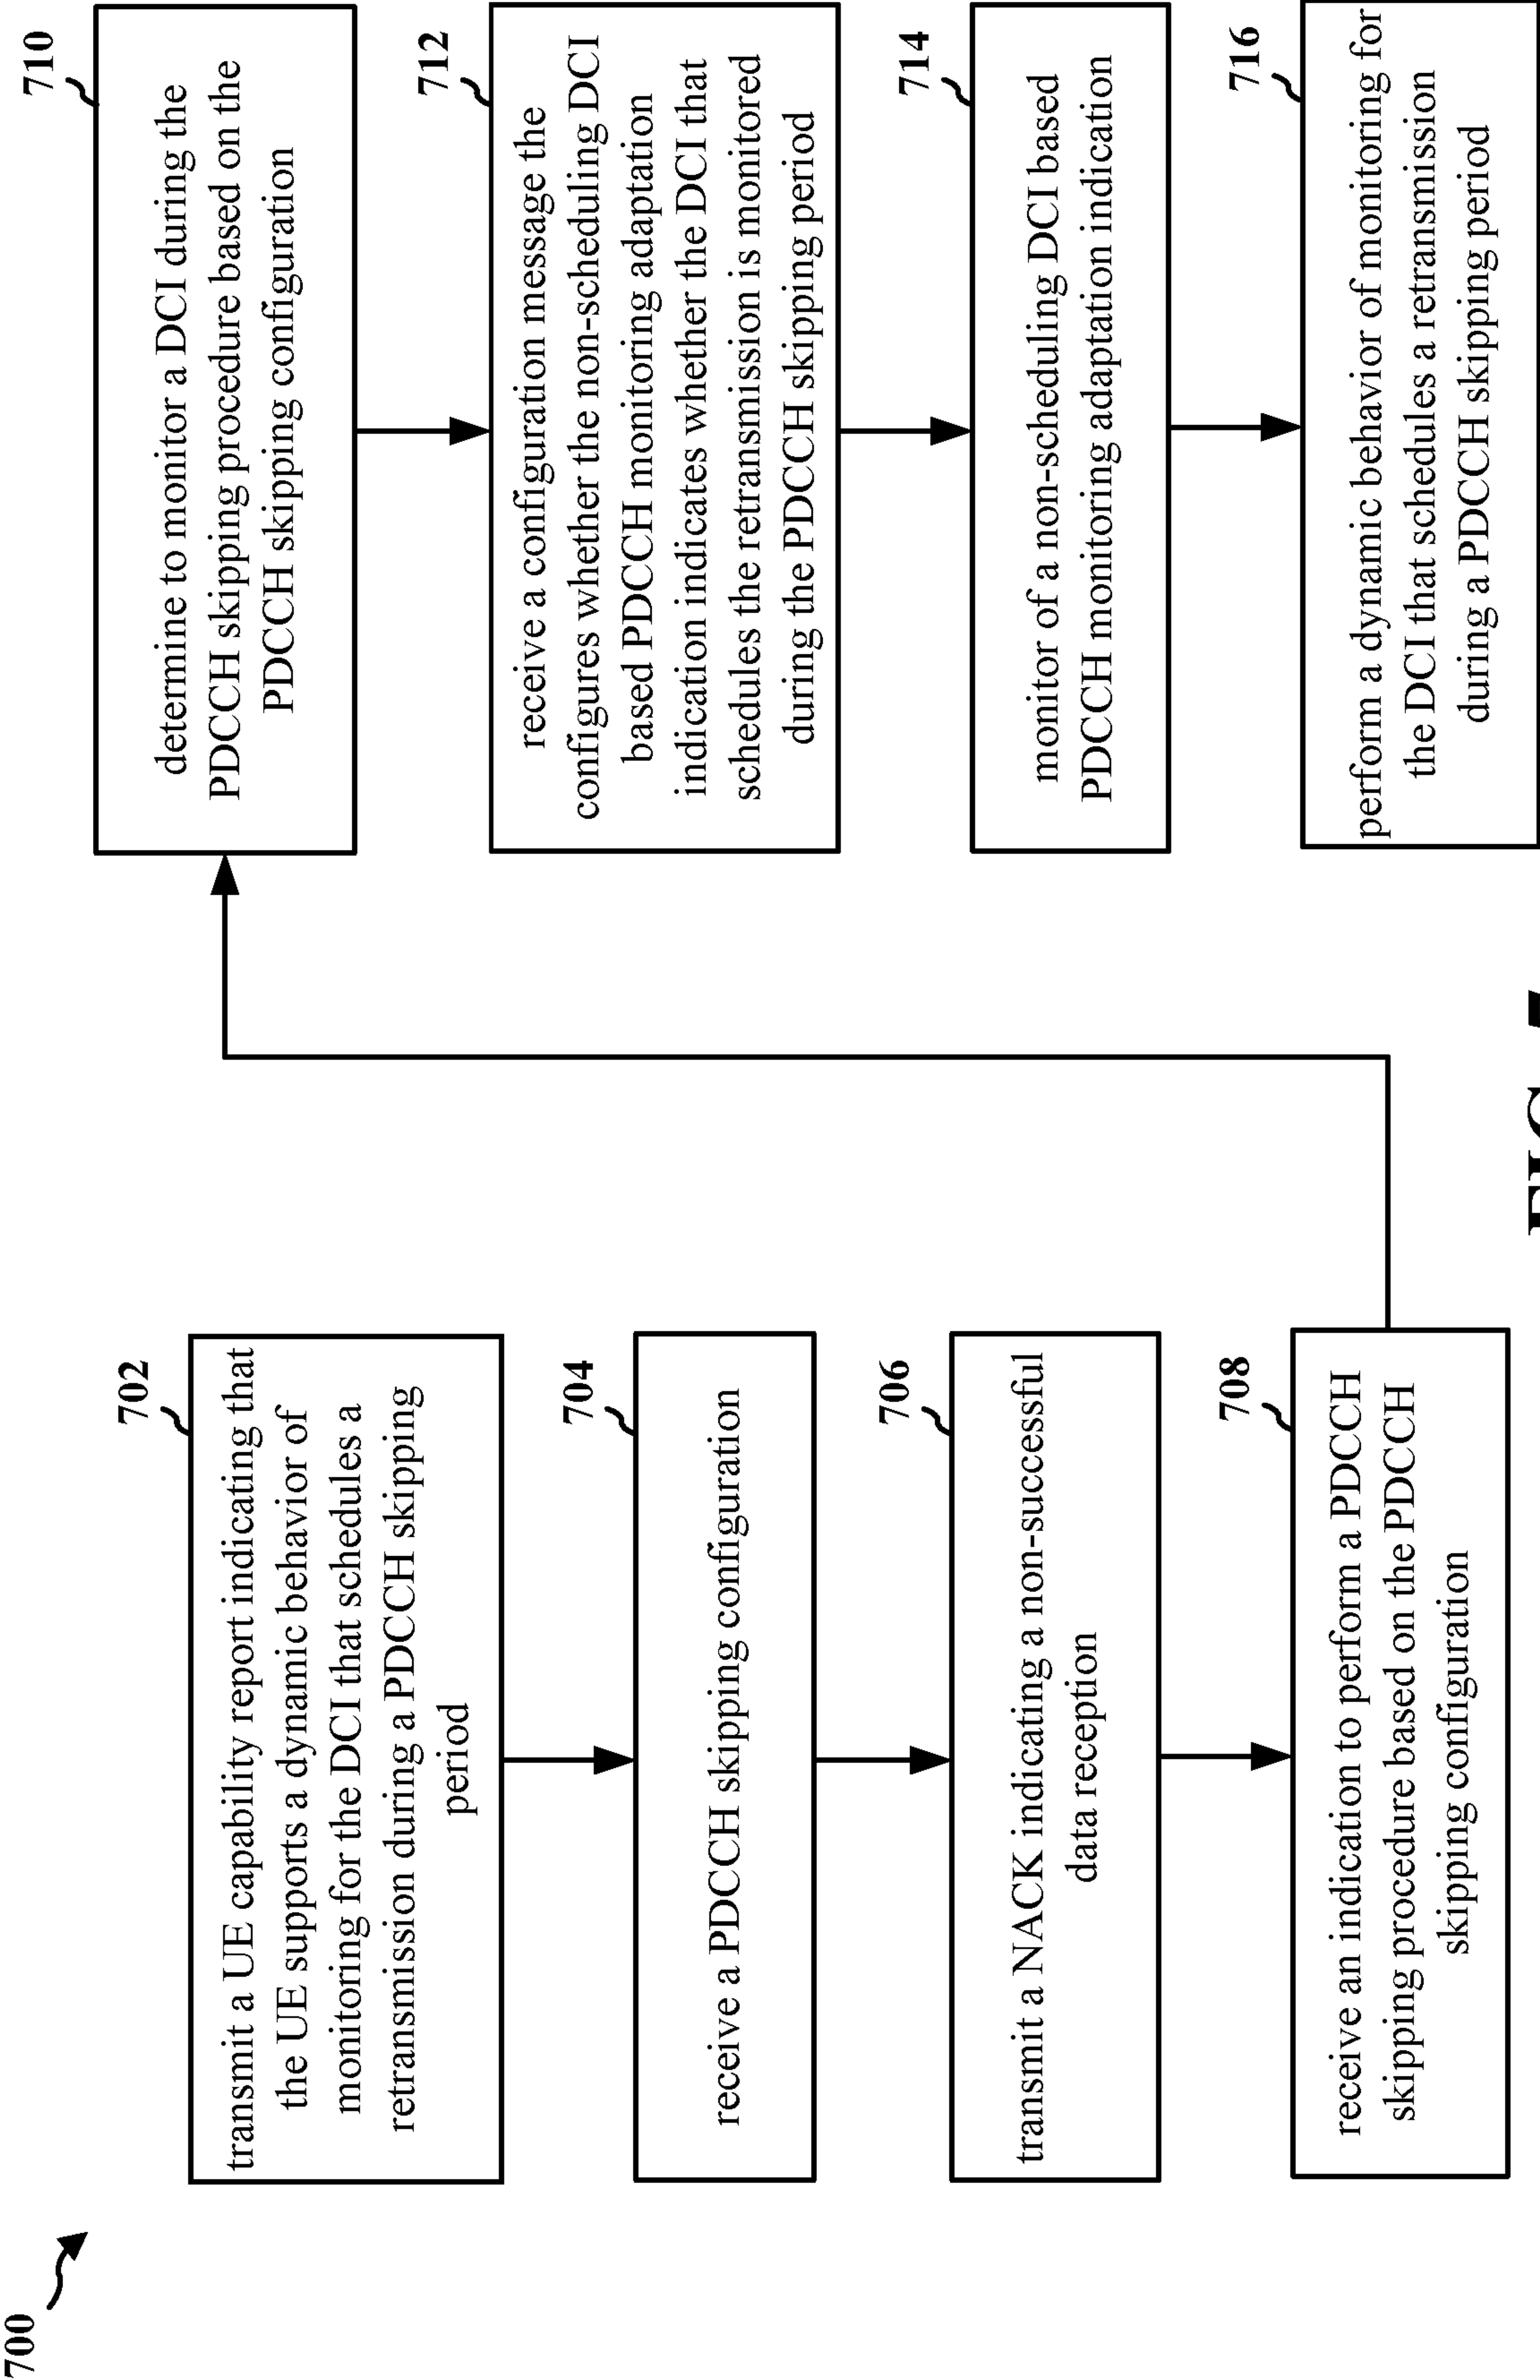 700
702
transmit a UE capability report indicating that
the UE supports a dynamic behavior of
monitoring for the DCI that schedules a
retransmission during a PDCCH skipping
period
704
receive a PDCCH skipping configuration
706
transmit a NACK indicating a non-successful
data reception
708
receive an indication to perform a PDCCH
skipping procedure based on the PDCCH
skipping configuration
710
determine to monitor a DCI during the
PDCCH skipping procedure based on the
PDCCH skipping configuration
712
receive a configuration message the
configures whether the non-scheduling DCI
based PDCCH monitoring adaptation
indication indicates whether the DCI that
schedules the retransmission is monitored
during the PDCCH skipping period
714
monitor of a non-scheduling DCI based
PDCCH monitoring adaptation indication
716
perform a dynamic behavior of monitoring for
the DCI that schedules a retransmission
during a PDCCH skipping period